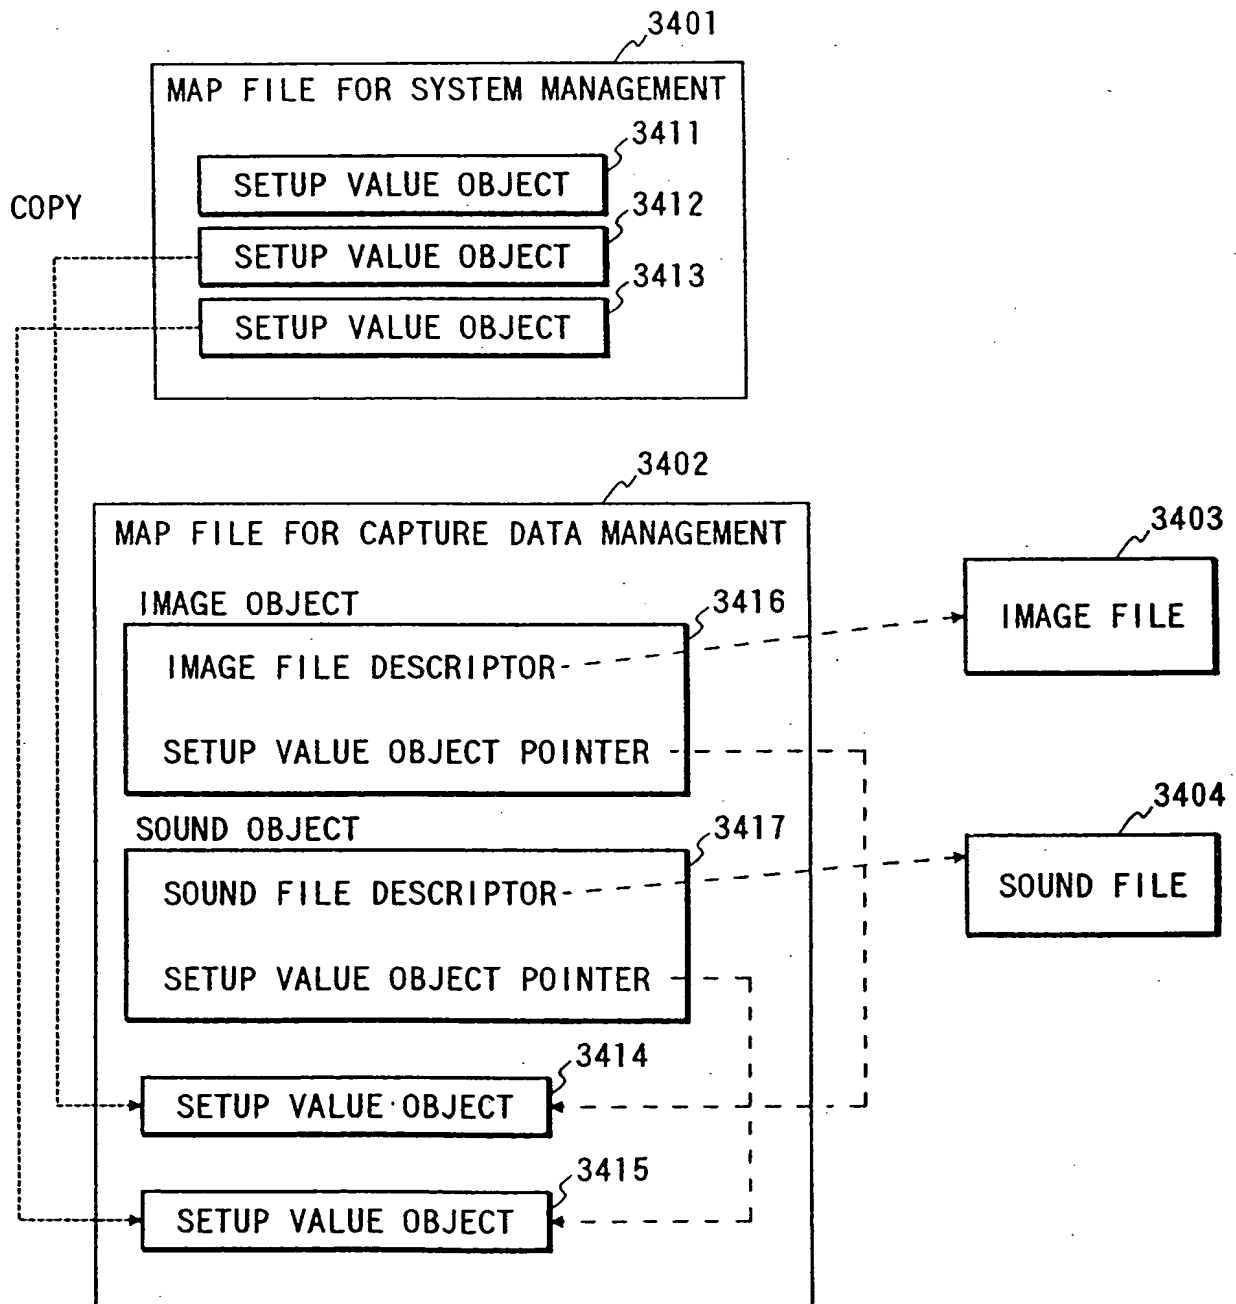 3401
MAP FILE FOR SYSTEM MANAGEMENT
3411
SETUP VALUE OBJECT
COPY
3412
SETUP VALUE OBJECT
3413
SETUP VALUE OBJECT
3402
MAP FILE FOR CAPTURE DATA MANAGEMENT
3403
IMAGE FILE
IMAGE OBJECT
3416
IMAGE FILE DESCRIPTOR
SETUP VALUE OBJECT POINTER
3404
SOUND FILE
SOUND OBJECT
3417
SOUND FILE DESCRIPTOR
SETUP VALUE OBJECT POINTER
3414
SETUP VALUE OBJECT
3415
SETUP VALUE OBJECT